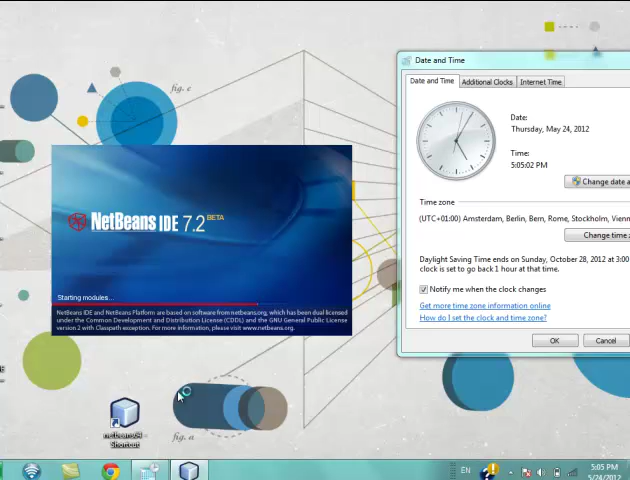 fig. c
NetBeans IDE 7.2 BETA
Starting modules...
NetBeans IDE and NetBeans Platform are based on software from netbeans.org, which has been dual licensed
under the Common Development and Distribution License (CDDL) and the GNU General Public License
version 2 with Classpath exception. For more information, please visit www.netbeans.org.
netbeans64 -
Shortcut
fig. a
Date and Time
Date and Time
Additional Clocks
Internet Time
Date:
Thursday, May 24, 2012
Time:
5:05:02 PM
Change date a
Time zone
(UTC+01:00) Amsterdam, Berlin, Bern, Rome, Stockholm, Vienn
Change time z
Daylight Saving Time ends on Sunday, October 28, 2012 at 3:00
clock is set to go back 1 hour at that time.
Notify me when the clock changes
Get more time zone information online
How do I set the clock and time zone?
OK
Cancel
EN
5:05 PM
5/24/2012